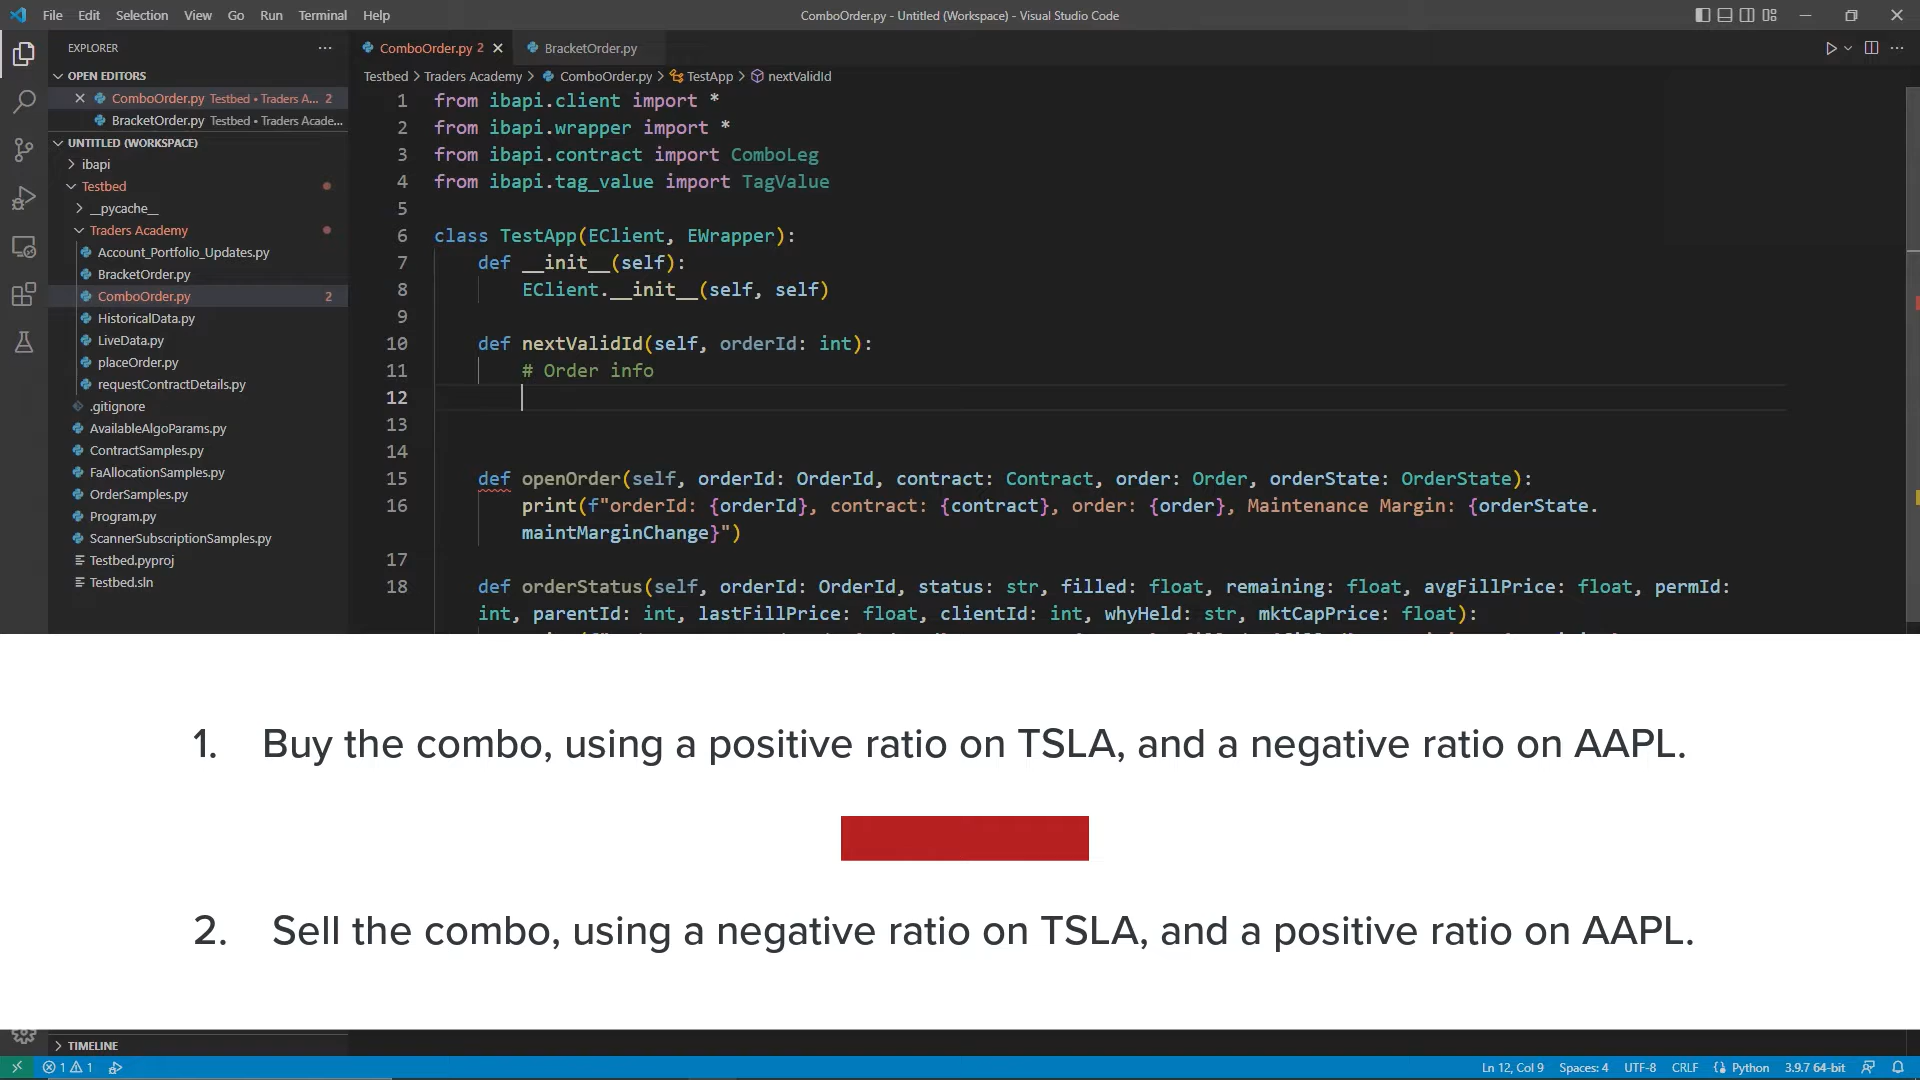 File Edit Selection View Go Run Terminal Help
ComboOrder.py - Untitled (Workspace) - Visual Studio Code
EXPLORER
OPEN EDITORS
ComboOrder.py Testbed • Traders A... 2
BracketOrder.py Testbed • Traders Acade...
UNTITLED (WORKSPACE)
ibapi
Testbed
__pycache__
Traders Academy
Account_Portfolio_Updates.py
BracketOrder.py
ComboOrder.py 2
HistoricalData.py
LiveData.py
placeOrder.py
requestContractDetails.py
.gitignore
AvailableAlgoParams.py
ContractSamples.py
FaAllocationSamples.py
OrderSamples.py
Program.py
ScannerSubscriptionSamples.py
Testbed.pyproj
Testbed.sln
ComboOrder.py 2
BracketOrder.py
Testbed > Traders Academy > ComboOrder.py > TestApp > nextValidId
1 from ibapi.client import *
2 from ibapi.wrapper import *
3 from ibapi.contract import ComboLeg
4 from ibapi.tag_value import TagValue
5
6 class TestApp(EClient, EWrapper):
7 def __init__(self):
8 EClient.__init__(self, self)
9
10 def nextValidId(self, orderId: int):
11 # Order info
12
13
14
15 def openOrder(self, orderId: OrderId, contract: Contract, order: Order, orderState: OrderState):
16 print(f"orderId: {orderId}, contract: {contract}, order: {order}, Maintenance Margin: {orderState.
maintMarginChange}")
17
18 def orderStatus(self, orderId: OrderId, status: str, filled: float, remaining: float, avgFillPrice: float, permId:
int, parentId: int, lastFillPrice: float, clientId: int, whyHeld: str, mktCapPrice: float):
1. Buy the combo, using a positive ratio on TSLA, and a negative ratio on AAPL.
2. Sell the combo, using a negative ratio on TSLA, and a positive ratio on AAPL.
TIMELINE
1 1
Ln 12, Col 9 Spaces: 4 UTF-8 CRLF Python 3.9.7 64-bit